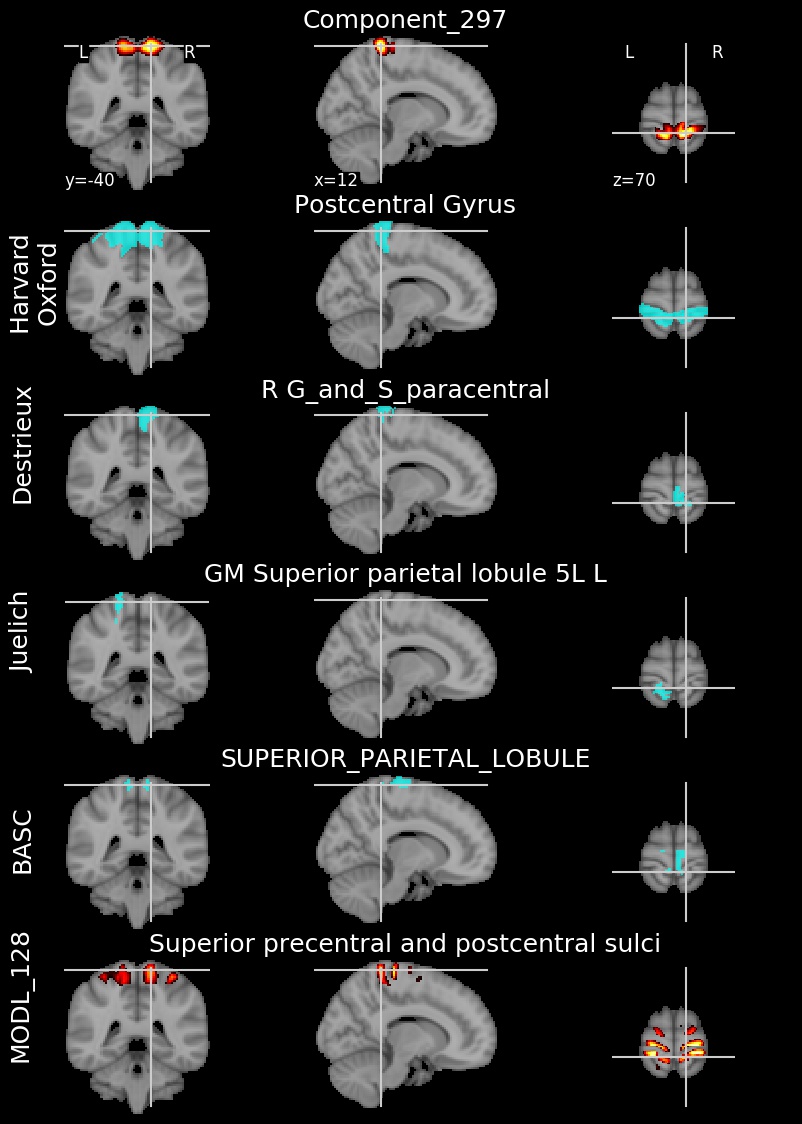 Component_297
L R
L R
y=-40
x=12
z=70
Postcentral Gyrus
Harvard
Oxford
R G_and_S_paracentral
Destrieux
GM Superior parietal lobule 5L L
Juelich
SUPERIOR_PARIETAL_LOBULE
BASC
Superior precentral and postcentral sulci
MODL_128